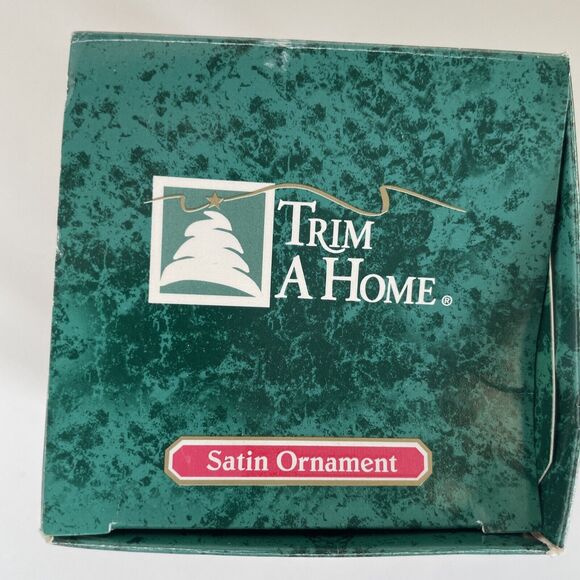 TRIM
A HOME®
Satin Ornament